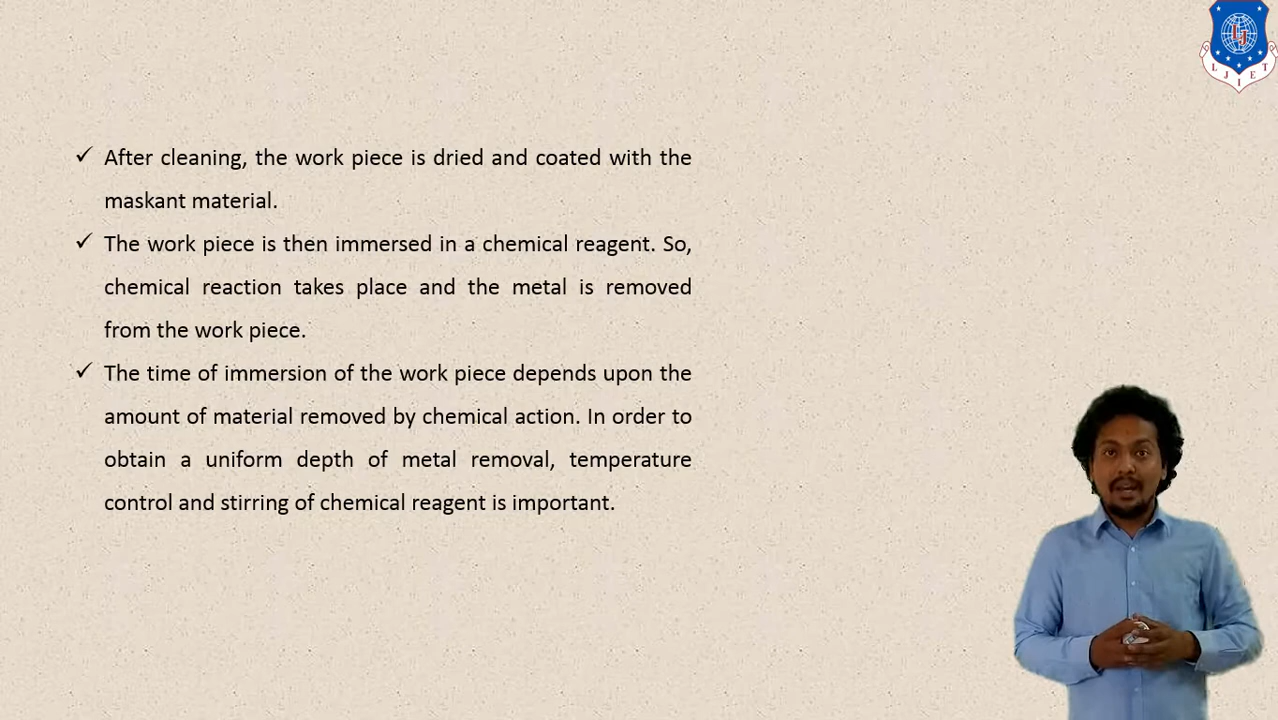 ✓ After cleaning, the work piece is dried and coated with the
maskant material.
✓ The work piece is then immersed in a chemical reagent. So,
chemical reaction takes place and the metal is removed
from the work piece.
✓ The time of immersion of the work piece depends upon the
amount of material removed by chemical action. In order to
obtain a uniform depth of metal removal, temperature
control and stirring of chemical reagent is important.
LJ
LJIET